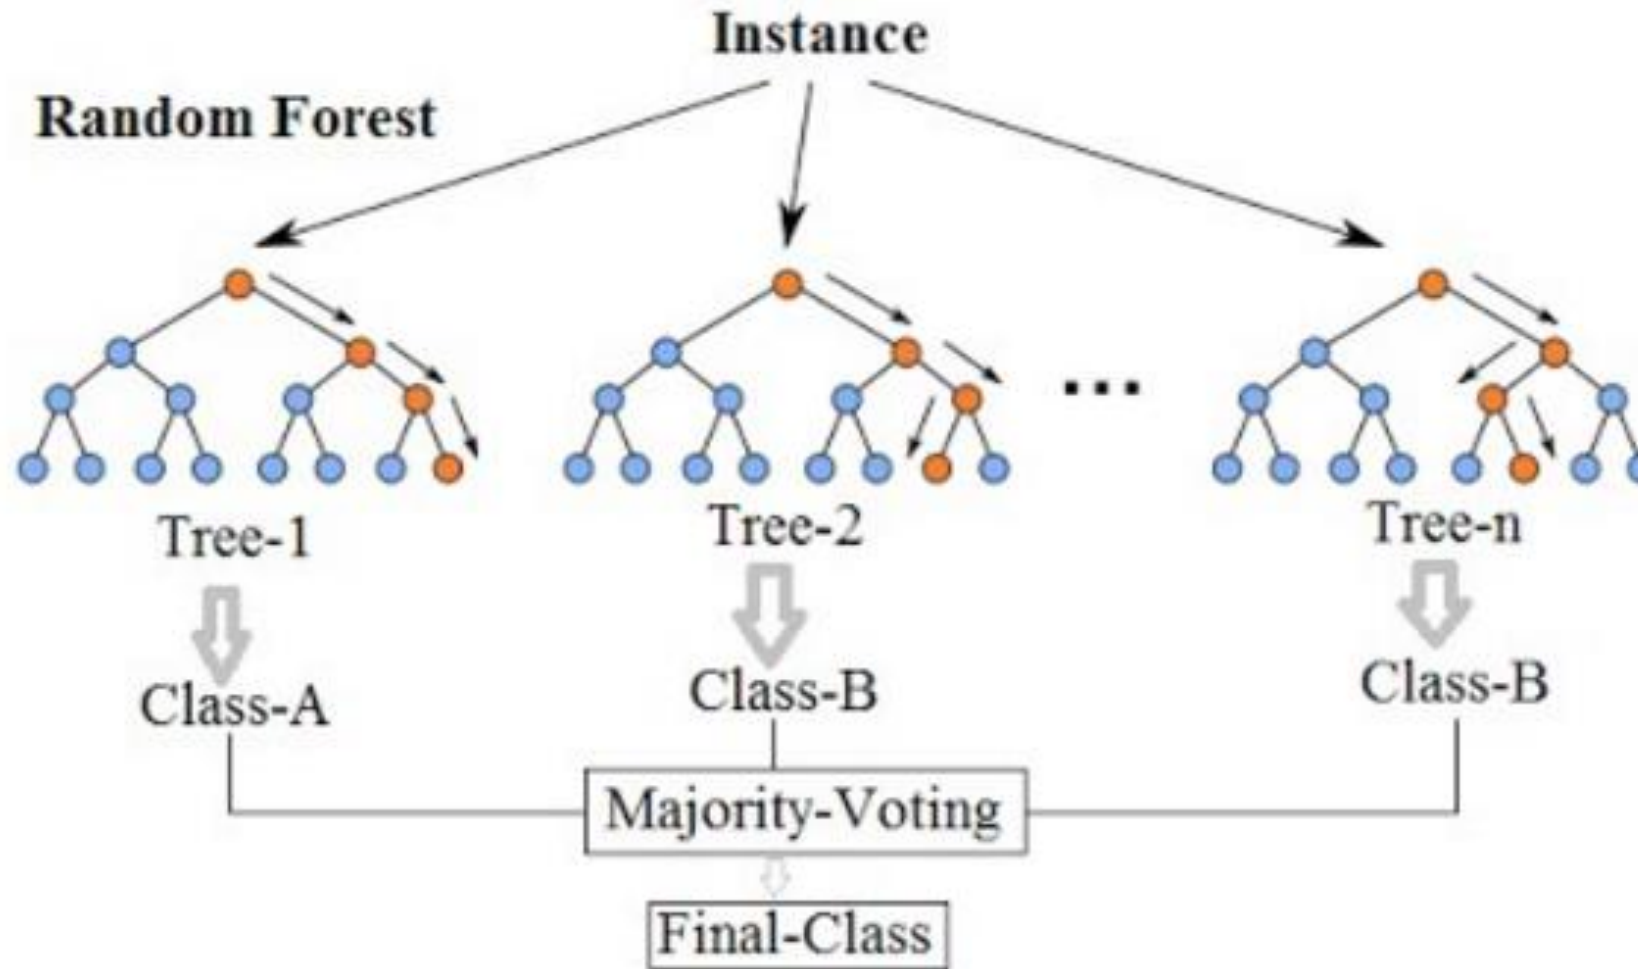 Instance
Random Forest
...
Tree-1
Tree-2
Tree-n
Class-A
Class-B
Class-B
Majority-Voting
Final-Class